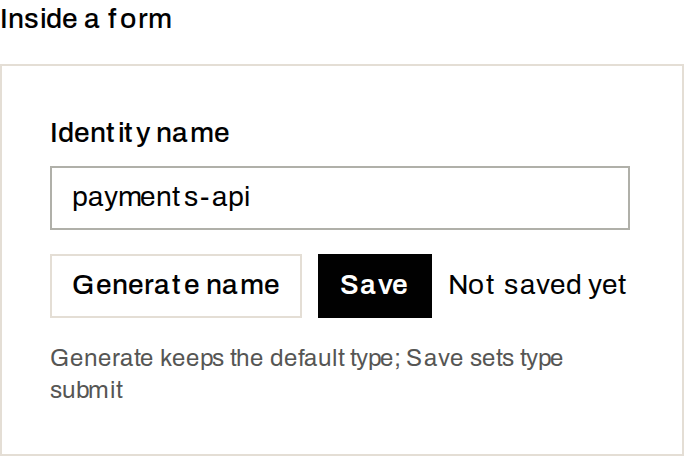 Inside a form
Identity name
payments-api
Generate name
Save
Not saved yet
Generate keeps the default type; Save sets type
submit